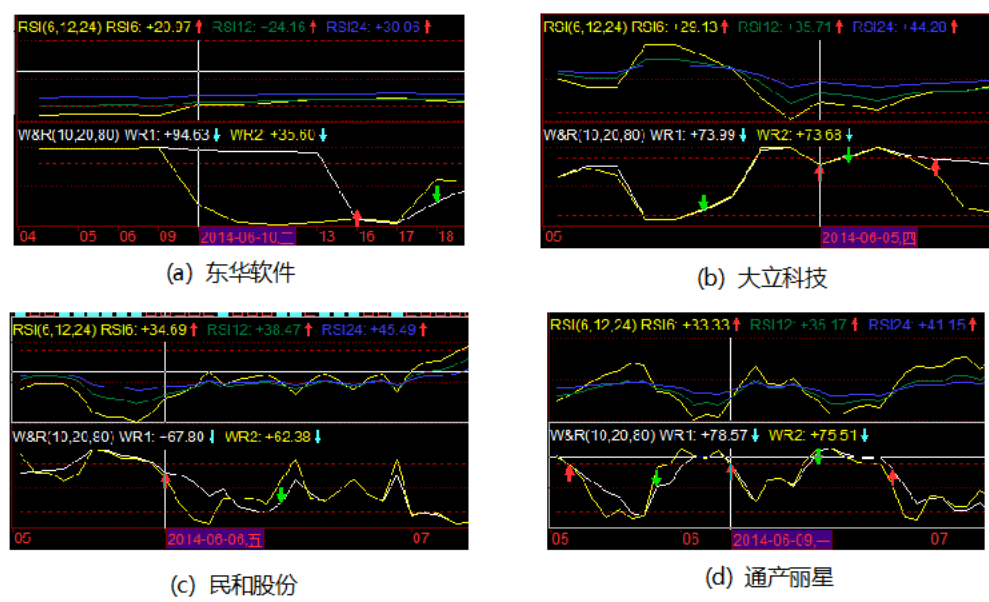 RSI(6,12,24) RSI6: +20.97 RSI12: -24.16 RSI24: +30.06
W&R(10,20,80) WR1: +94.63 WR2: +35.60
04 05 06 09 2014-06-10,二 13 16 17 18
(a) 东华软件
RSI(6,12,24) RSI6: +29.13 RSI12: +35.71 RSI24: +44.20
W&R(10,20,80) WR1: +73.99 WR2: +73.68
05 2014-06-05,四
(b) 大立科技
RSI(6,12,24) RSI6: +34.69 RSI12: +38.47 RSI24: +45.49
W&R(10,20,80) WR1: +67.80 WR2: +62.38
05 2014-06-06,五 07
(c) 民和股份
RSI(6,12,24) RSI6: +33.33 RSI12: +35.17 RSI24: +41.15
W&R(10,20,80) WR1: +78.57 WR2: +75.51
05 06 2014-06-09,一 07
(d) 通产丽星